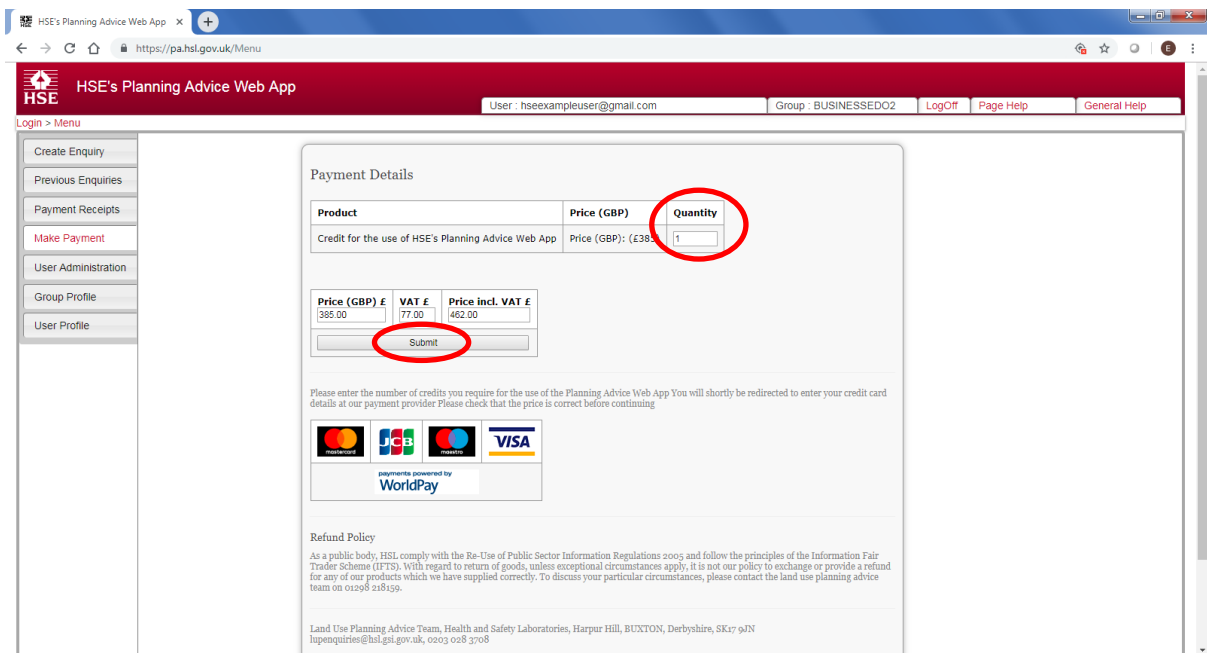 HSE's Planning Advice Web App
https://pa.hsl.gov.uk/Menu
E
HSE
HSE's Planning Advice Web App
User : hseexampleuser@gmail.com
Group : BUSINESSEDO2
LogOff
Page Help
General Help
Login > Menu
Create Enquiry
Previous Enquiries
Payment Receipts
Make Payment
User Administration
Group Profile
User Profile
Payment Details
Product Price (GBP) Quantity
Credit for the use of HSE's Planning Advice Web App Price (GBP): (£385) 1
Price (GBP) £ VAT £ Price incl. VAT £
385.00 77.00 462.00
Submit
Please enter the number of credits you require for the use of the Planning Advice Web App You will shortly be redirected to enter your credit card
details at our payment provider Please check that the price is correct before continuing
mastercard JCB maestro VISA
payments powered by
WorldPay
Refund Policy
As a public body, HSL comply with the Re-Use of Public Sector Information Regulations 2005 and follow the principles of the Information Fair
Trader Scheme (IFTS). With regard to return of goods, unless exceptional circumstances apply, it is not our policy to exchange or provide a refund
for any of our products which we have supplied correctly. To discuss your particular circumstances, please contact the land use planning advice
team on 01298 218159.
Land Use Planning Advice Team, Health and Safety Laboratories, Harpur Hill, BUXTON, Derbyshire, SK17 9JN
lupenquiries@hsl.gsi.gov.uk, 0203 028 3708